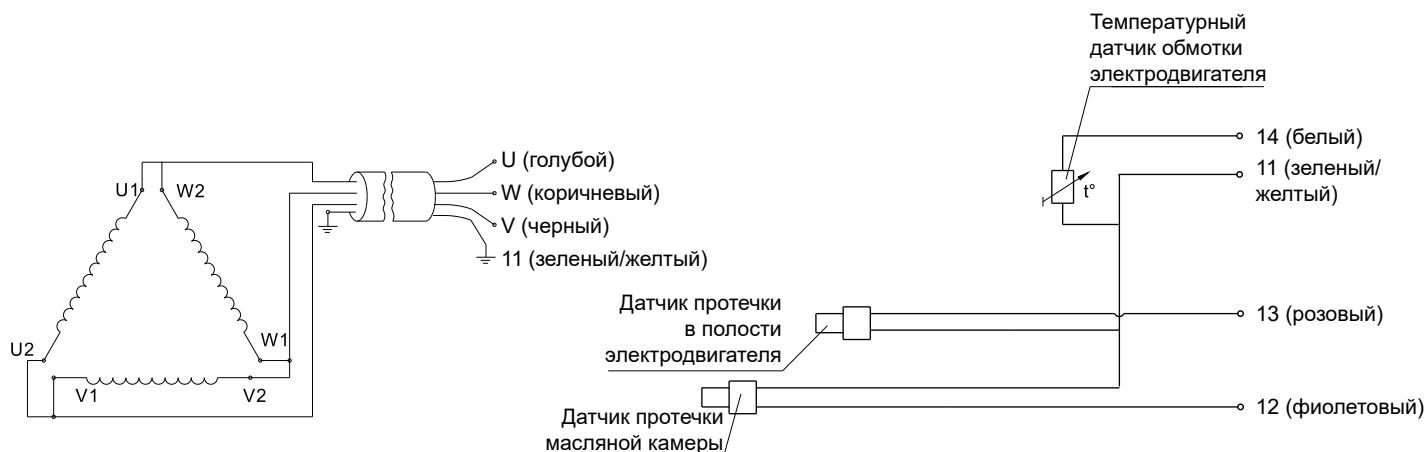 Температурный
датчик обмотки
электродвигателя
14 (белый)
11 (зеленый/
желтый)
t°
U (голубой)
W (коричневый)
V (черный)
11 (зеленый/желтый)
U1
W2
U2
W1
V1
V2
Датчик протечки
в полости
электродвигателя
13 (розовый)
Датчик протечки
масляной камеры
12 (фиолетовый)